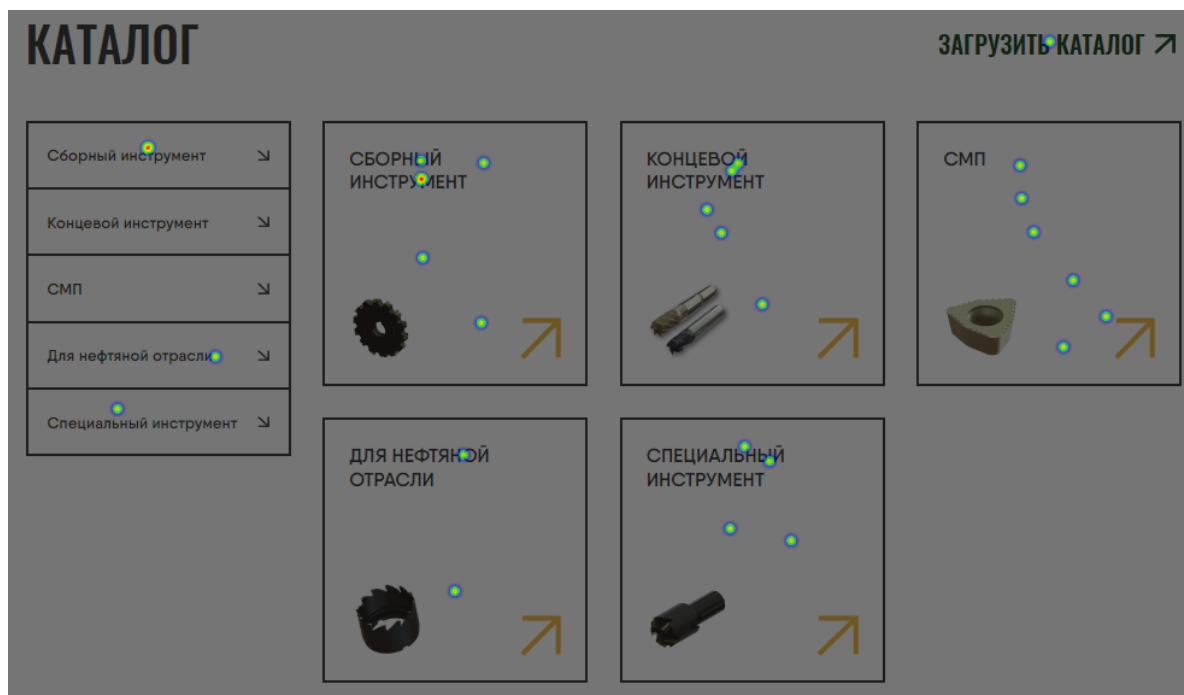 КАТАЛОГ
ЗАГРУЗИТЬ КАТАЛОГ
Сборный инструмент
Концевой инструмент
СМП
Для нефтяной отрасли
Специальный инструмент
СБОРНЫЙ
ИНСТРУМЕНТ
КОНЦЕВОЙ
ИНСТРУМЕНТ
СМП
ДЛЯ НЕФТЯНОЙ
ОТРАСЛИ
СПЕЦИАЛЬНЫЙ
ИНСТРУМЕНТ